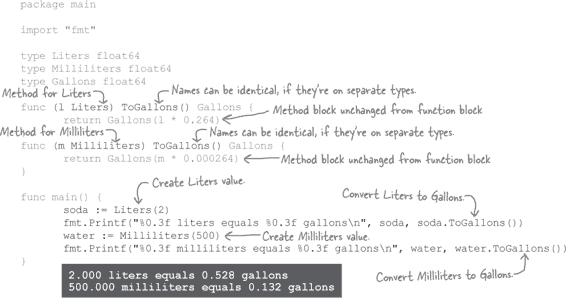 package main
import "fmt"
type Liters float64
type Milliliters float64
type Gallons float64
Method for Liters
Names can be identical, if they're on separate types.
func (l Liters) ToGallons() Gallons {
return Gallons(l * 0.264)
Method block unchanged from function block
}
Method for Milliliters
Names can be identical, if they're on separate types.
func (m Milliliters) ToGallons() Gallons {
return Gallons(m * 0.000264)
Method block unchanged from function block
}
func main() {
Create Liters value.
Convert Liters to Gallons.
soda := Liters(2)
fmt.Printf("%0.3f liters equals %0.3f gallons\n", soda, soda.ToGallons())
water := Milliliters(500)
Create Milliliters value.
fmt.Printf("%0.3f milliliters equals %0.3f gallons\n", water, water.ToGallons())
}
Convert Milliliters to Gallons.
2.000 liters equals 0.528 gallons
500.000 milliliters equals 0.132 gallons